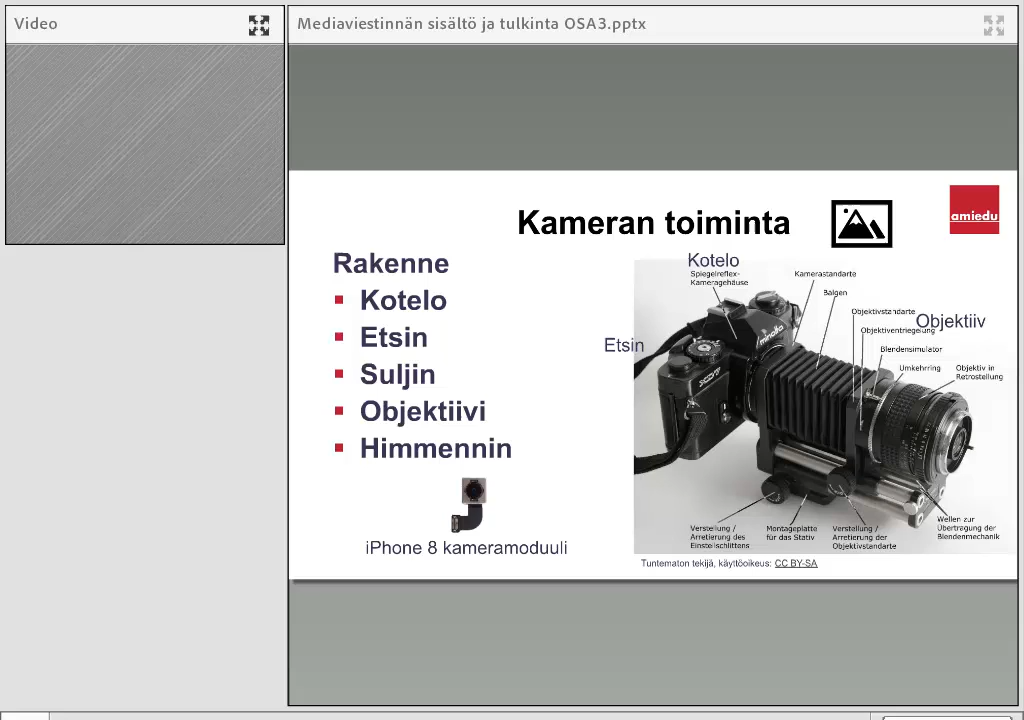 Video
Mediaviestinnän sisältö ja tulkinta OSA3.pptx
Kameran toiminta
amiedu
Rakenne
Kotelo
Etsin
Suljin
Objektiivi
Himmennin
iPhone 8 kameramoduuli
Kotelo
Spiegelreflex-
Kameragehäuse
Kamerastandarte
Balgen
Objektivstandarte
Objektiiv
Objektiventriegelung
Etsin
Blendensimulator
Umkehrring
Objektiv in
Retrostellung
minolta
Verstellung /
Arretierung des
Einstellschlittens
Montageplatte
für das Stativ
Verstellung /
Arretierung der
Objektivstandarte
Wellen zur
Übertragung der
Blendenmechanik
Tuntematon tekijä, käyttöoikeus: CC BY-SA